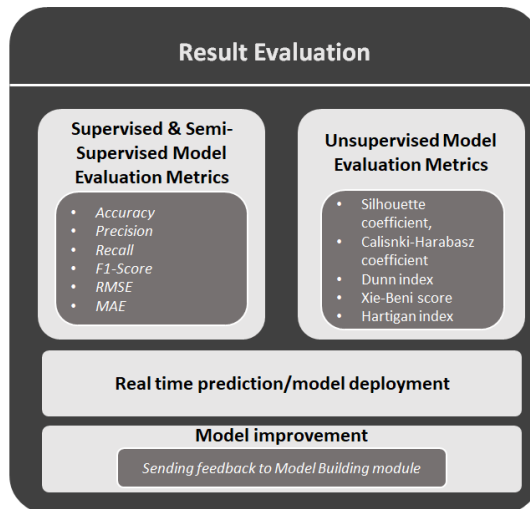 Result Evaluation
Supervised & Semi-
Supervised Model
Evaluation Metrics
• Accuracy
• Precision
• Recall
• F1-Score
• RMSE
• MAE
Unsupervised Model
Evaluation Metrics
• Silhouette
coefficient,
• Calisnki-Harabasz
coefficient
• Dunn index
• Xie-Beni score
• Hartigan index
Real time prediction/model deployment
Model improvement
Sending feedback to Model Building module